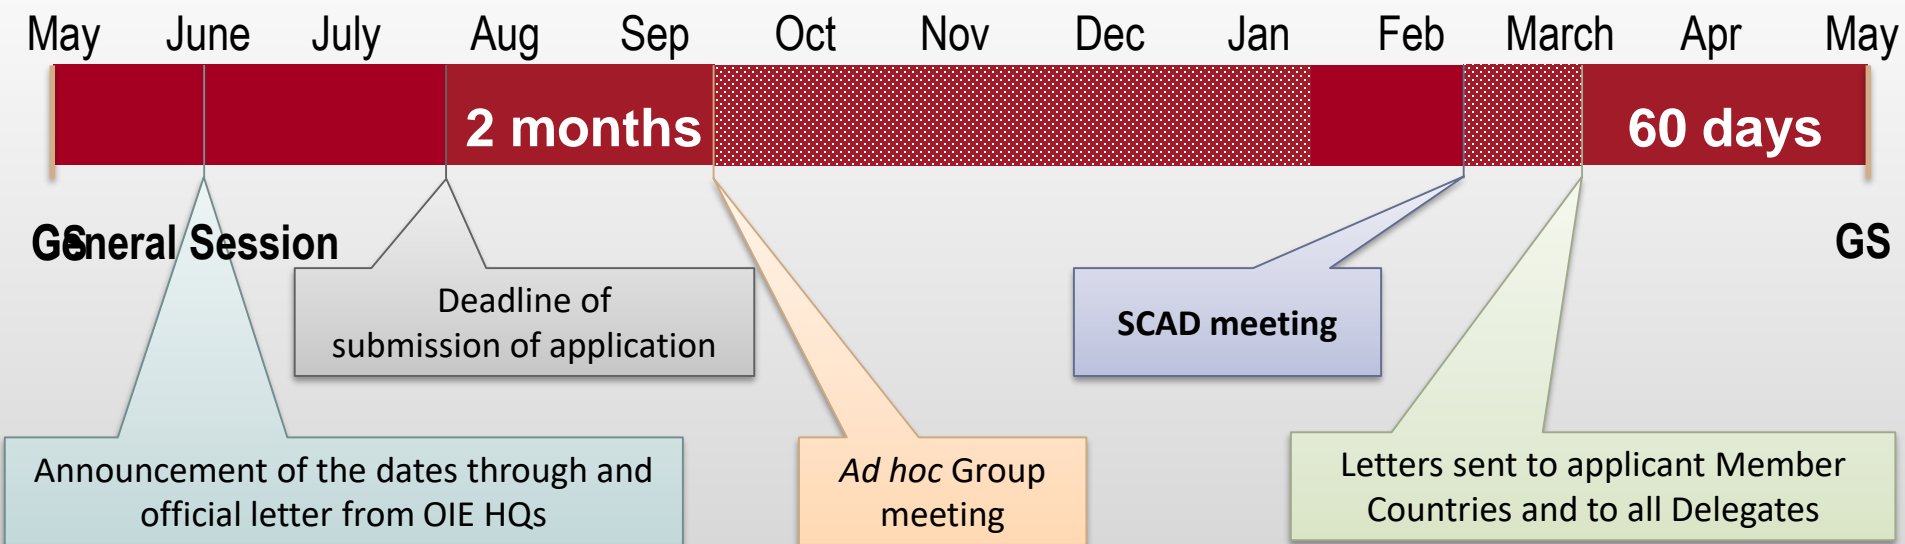 May June July Aug Sep Oct Nov Dec Jan Feb March Apr May
2 months
60 days
GS
General Session
GS
Deadline of
submission of application
SCAD meeting
Announcement of the dates through and
official letter from OIE HQs
Ad hoc Group
meeting
Letters sent to applicant Member
Countries and to all Delegates